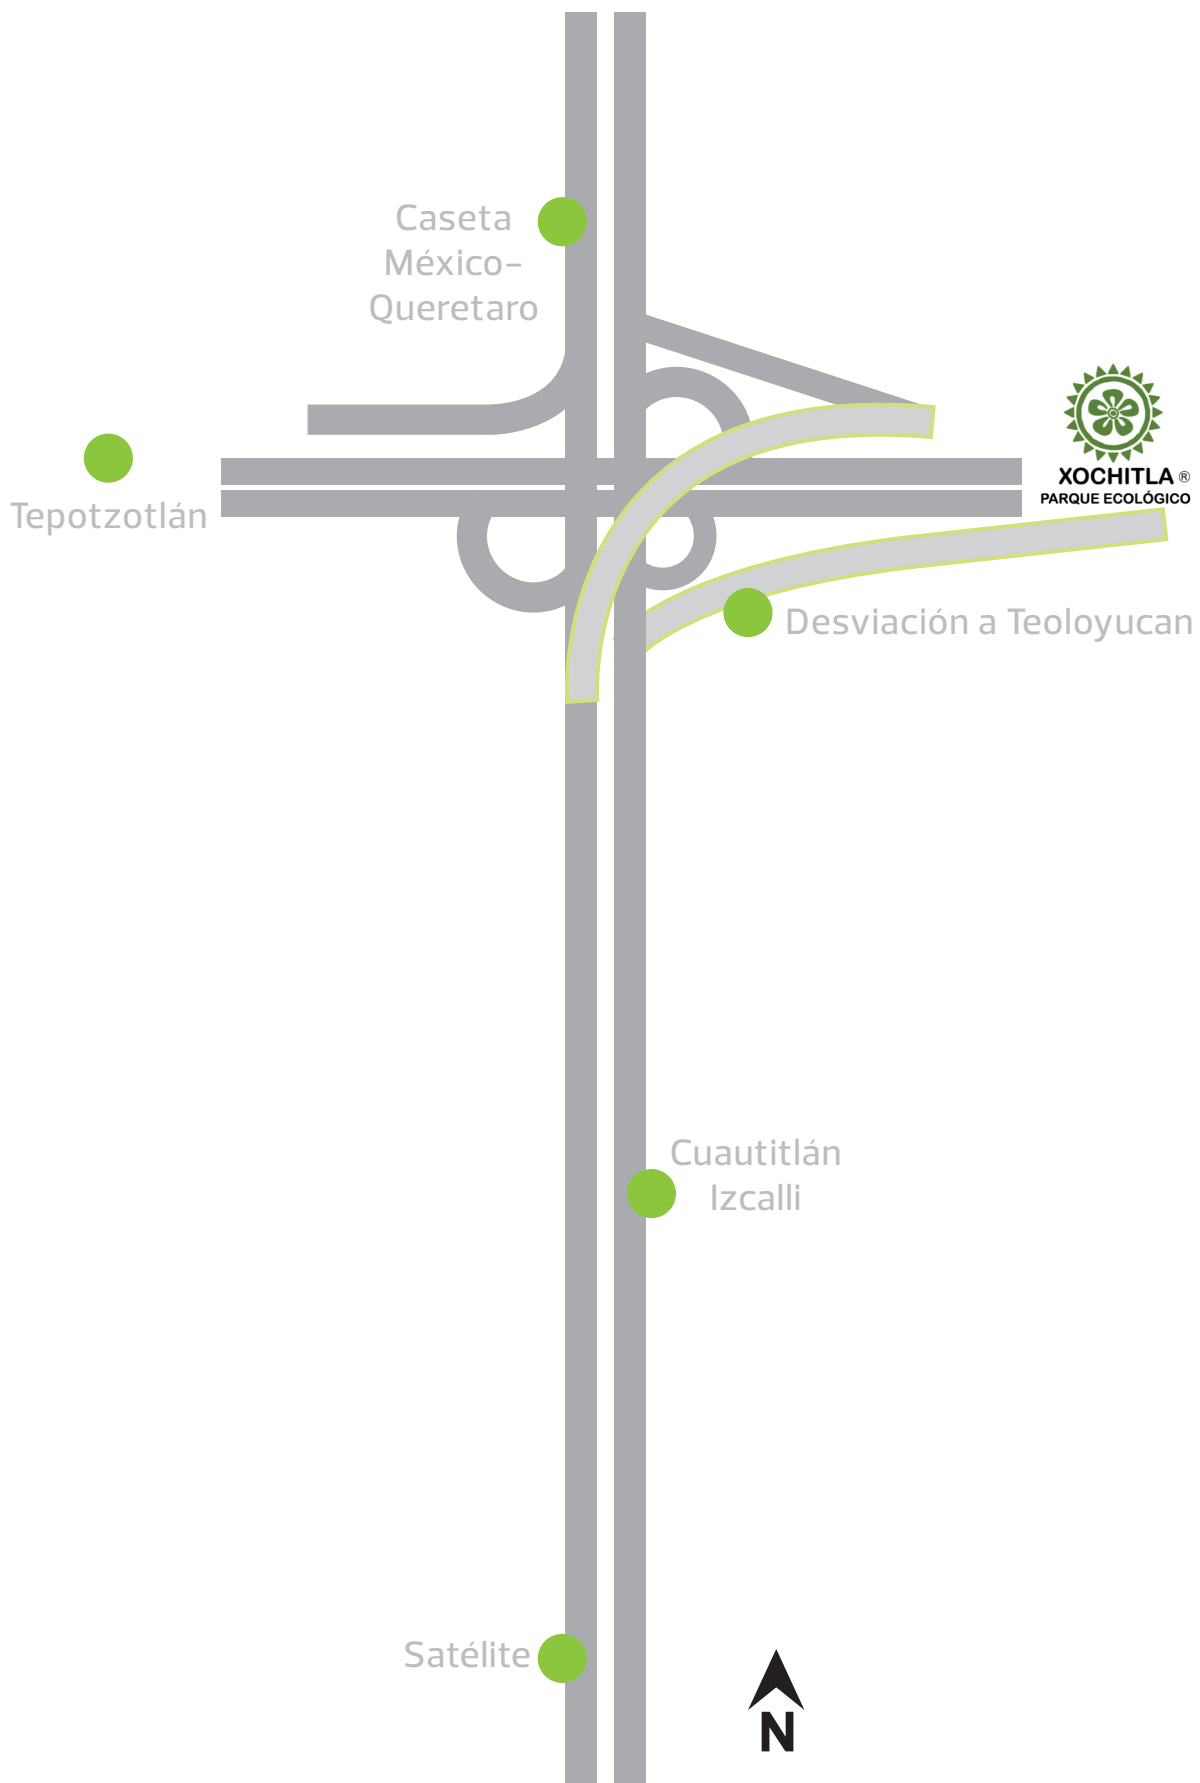 Caseta
México-
Queretaro
XOCHITLA ®
PARQUE ECOLÓGICO
Tepotzotlán
Desviación a Teoloyucan
Cuautitlán
Izcalli
Satélite
N